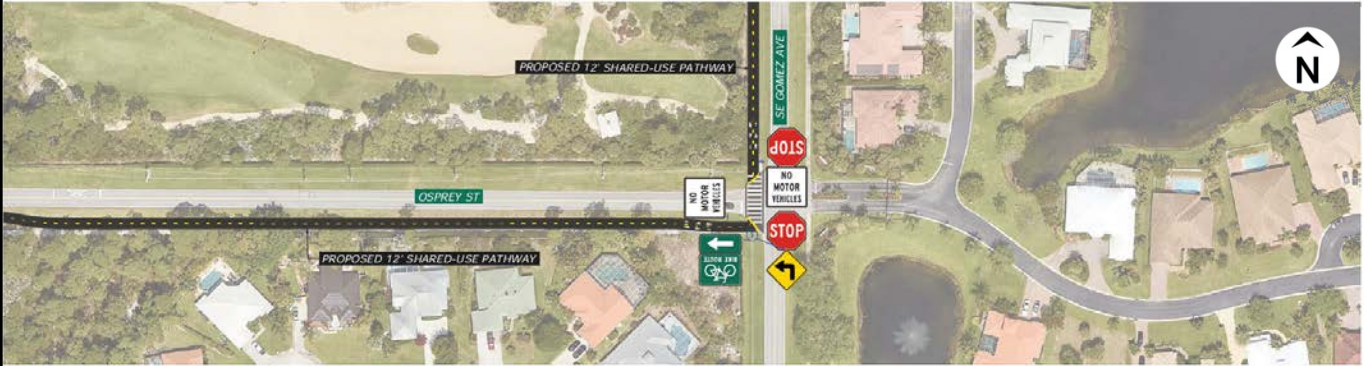 N
PROPOSED 12' SHARED-USE PATHWAY
SE GOMEZ AVE
STOP
NO
MOTOR
VEHICLES
NO
MOTOR
VEHICLES
OSPREY ST
STOP
BIKE ROUTE
PROPOSED 12' SHARED-USE PATHWAY